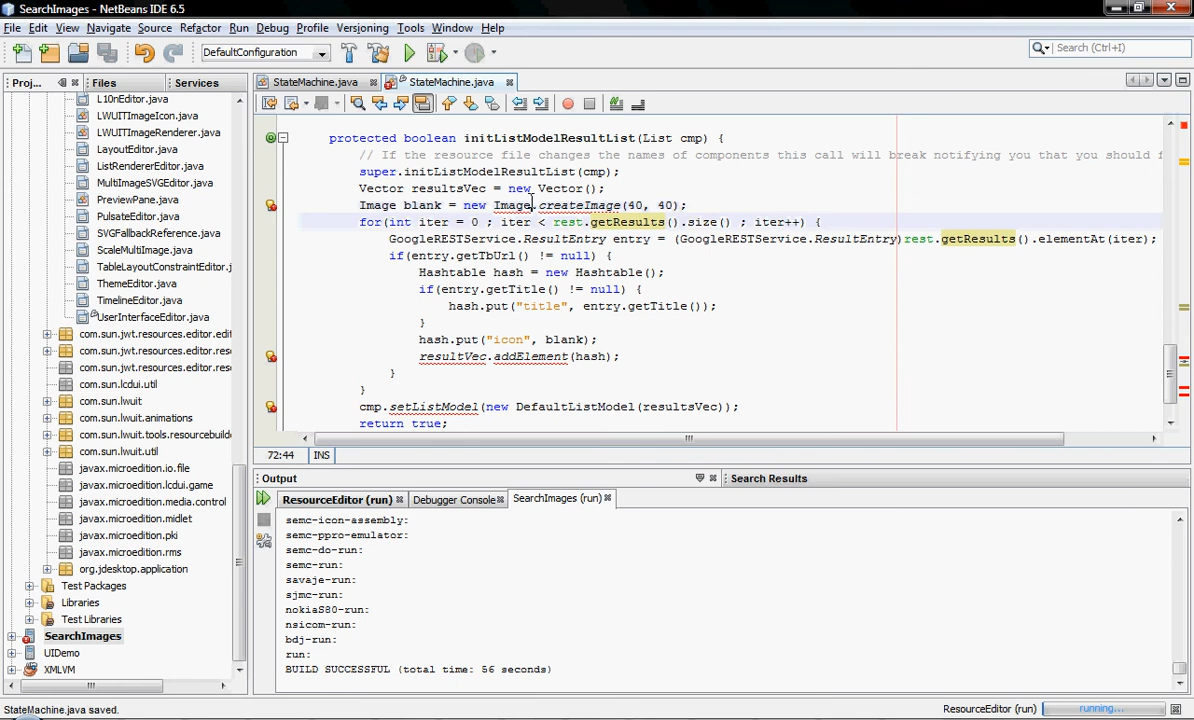 SearchImages - NetBeans IDE 6.5
File Edit View Navigate Source Refactor Run Debug Profile Versioning Tools Window Help
DefaultConfiguration
Search (Ctrl+I)
Proj... Files Services
StateMachine.java StateMachine.java
L10nEditor.java
LWUITImageIcon.java
LWUITImageRenderer.java
LayoutEditor.java
ListRendererEditor.java
MultiImageSVGEditor.java
PreviewPane.java
PulsateEditor.java
SVGFallbackReference.java
ScaleMultiImage.java
TableLayoutConstraintEditor.j
ThemeEditor.java
TimelineEditor.java
UserInterfaceEditor.java
com.sun.jwt.resources.editor.edi
com.sun.jwt.resources.editor.res
com.sun.jwt.resources.editor.res
com.sun.lcdui.util
com.sun.lwuit
com.sun.lwuit.animations
com.sun.lwuit.tools.resourcebuilde
com.sun.lwuit.util
javax.microedition.io.file
javax.microedition.lcdui.game
javax.microedition.media.control
javax.microedition.midlet
javax.microedition.pki
javax.microedition.rms
org.jdesktop.application
Test Packages
Libraries
Test Libraries
SearchImages
UIDemo
XMLVM
protected boolean initListModelResultList(List cmp) {
// If the resource file changes the names of components this call will break notifying you that you should f
super.initListModelResultList(cmp);
Vector resultsVec = new Vector();
Image blank = new Image.createImage(40, 40);
for(int iter = 0 ; iter < rest.getResults().size() ; iter++) {
GoogleRESTService.ResultEntry entry = (GoogleRESTService.ResultEntry)rest.getResults().elementAt(iter);
if(entry.getTbUrl() != null) {
Hashtable hash = new Hashtable();
if(entry.getTitle() != null) {
hash.put("title", entry.getTitle());
}
hash.put("icon", blank);
resultVec.addElement(hash);
}
}
cmp.setListModel(new DefaultListModel(resultsVec));
return true;
72:44 INS
Output Search Results
ResourceEditor (run) Debugger Console SearchImages (run)
semc-icon-assembly:
semc-ppro-emulator:
semc-do-run:
semc-run:
savaje-run:
sjmc-run:
nokiaS80-run:
nsicom-run:
bdj-run:
run:
BUILD SUCCESSFUL (total time: 56 seconds)
StateMachine.java saved. ResourceEditor (run) running...